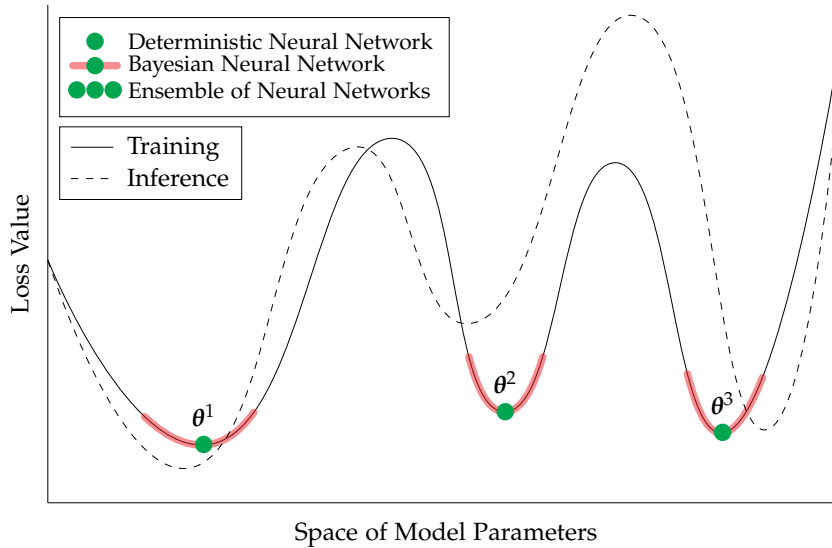 Deterministic Neural Network
Bayesian Neural Network
Ensemble of Neural Networks
Training
Inference
Loss Value
θ¹
θ²
θ³
Space of Model Parameters